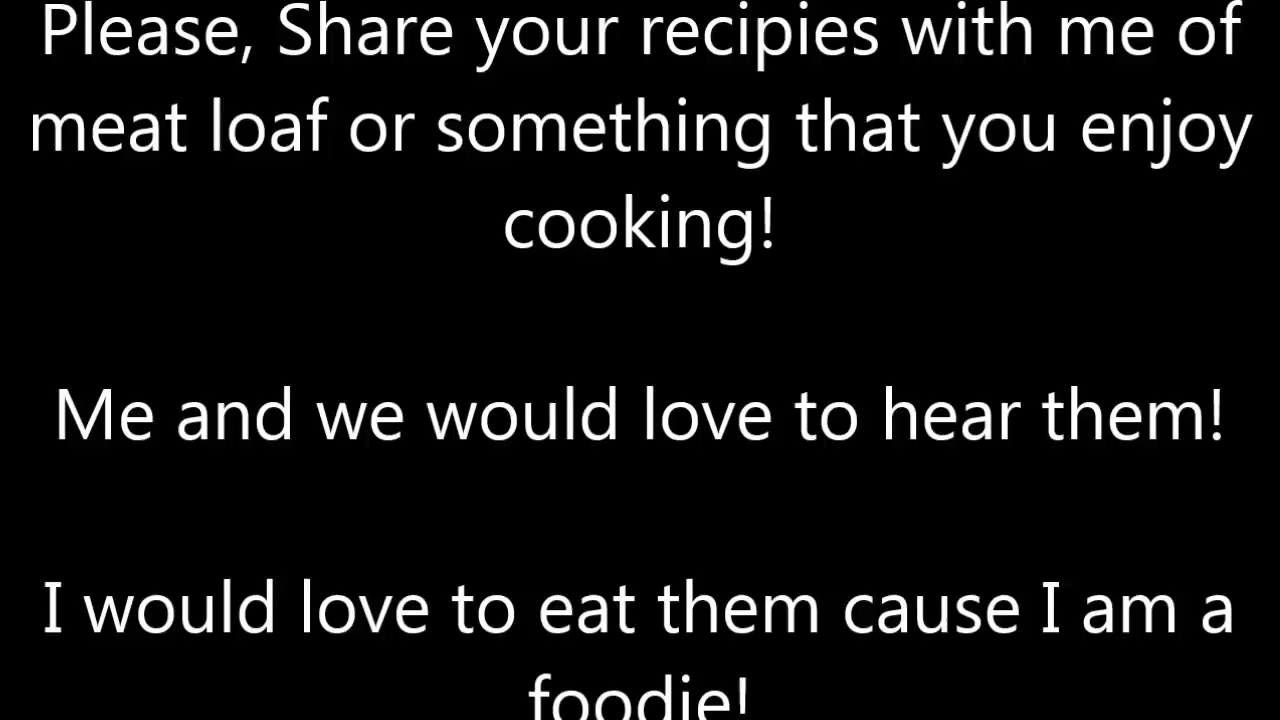 Please, Share your recipies with me of
meat loaf or something that you enjoy
cooking!
Me and we would love to hear them!
I would love to eat them cause I am a
foodie!